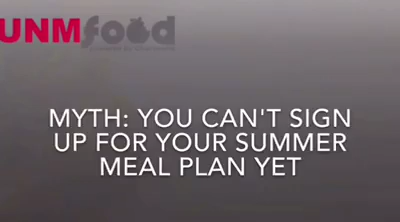 UNMfood
MYTH: YOU CAN'T SIGN
UP FOR YOUR SUMMER
MEAL PLAN YET